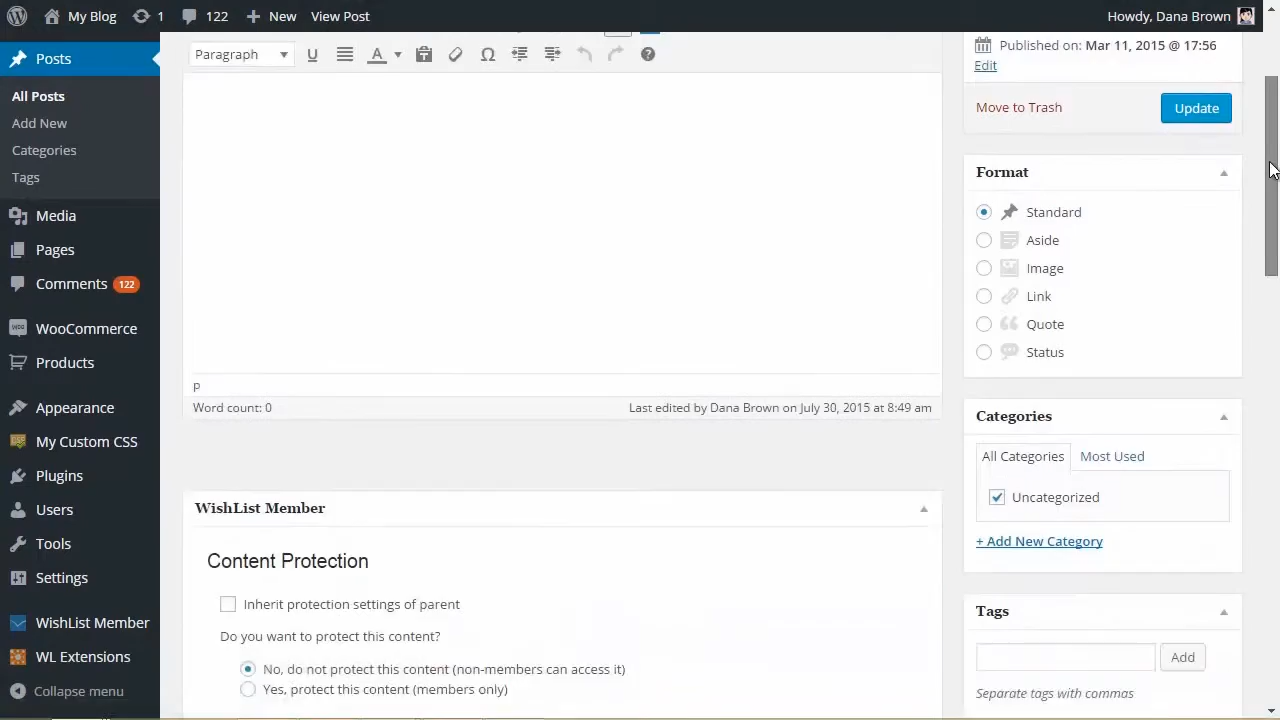 My Blog 1 122 New View Post Howdy, Dana Brown
Posts
All Posts
Add New
Categories
Tags
Media
Pages
Comments 122
WooCommerce
Products
Appearance
My Custom CSS
Plugins
Users
Tools
Settings
WishList Member
WL Extensions
Collapse menu
Paragraph U A Ω ?
p
Word count: 0 Last edited by Dana Brown on July 30, 2015 at 8:49 am
WishList Member
Content Protection
Inherit protection settings of parent
Do you want to protect this content?
No, do not protect this content (non-members can access it)
Yes, protect this content (members only)
Published on: Mar 11, 2015 @ 17:56
Edit
Move to Trash Update
Format
Standard
Aside
Image
Link
Quote
Status
Categories
All Categories Most Used
Uncategorized
+ Add New Category
Tags
Add
Separate tags with commas